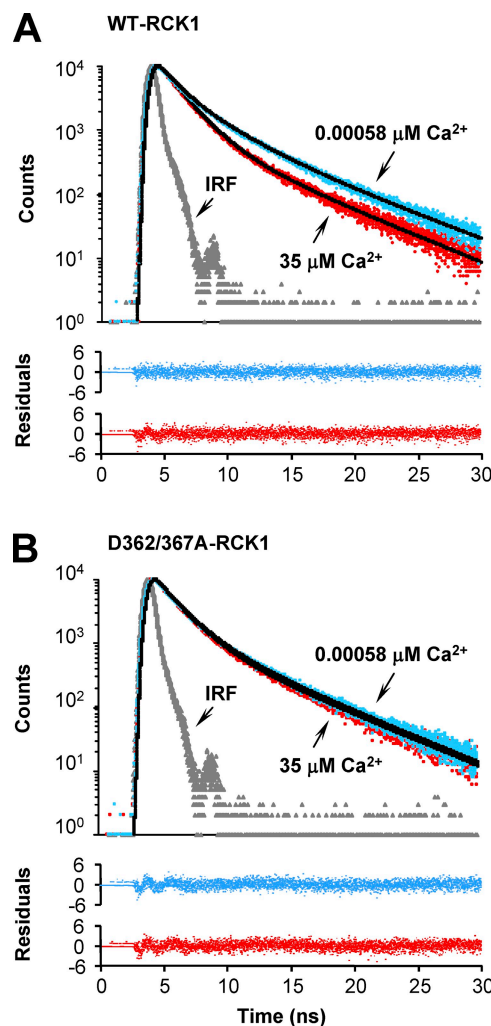 A
WT-RCK1
10⁴
10³
10²
10¹
10⁰
Counts
IRF
0.00058 μM Ca²⁺
35 μM Ca²⁺
6
0
-6
6
0
-6
Residuals
0 5 10 15 20 25 30
B
D362/367A-RCK1
10⁴
10³
10²
10¹
10⁰
Counts
IRF
0.00058 μM Ca²⁺
35 μM Ca²⁺
6
0
-6
6
0
-6
Residuals
0 5 10 15 20 25 30
Time (ns)